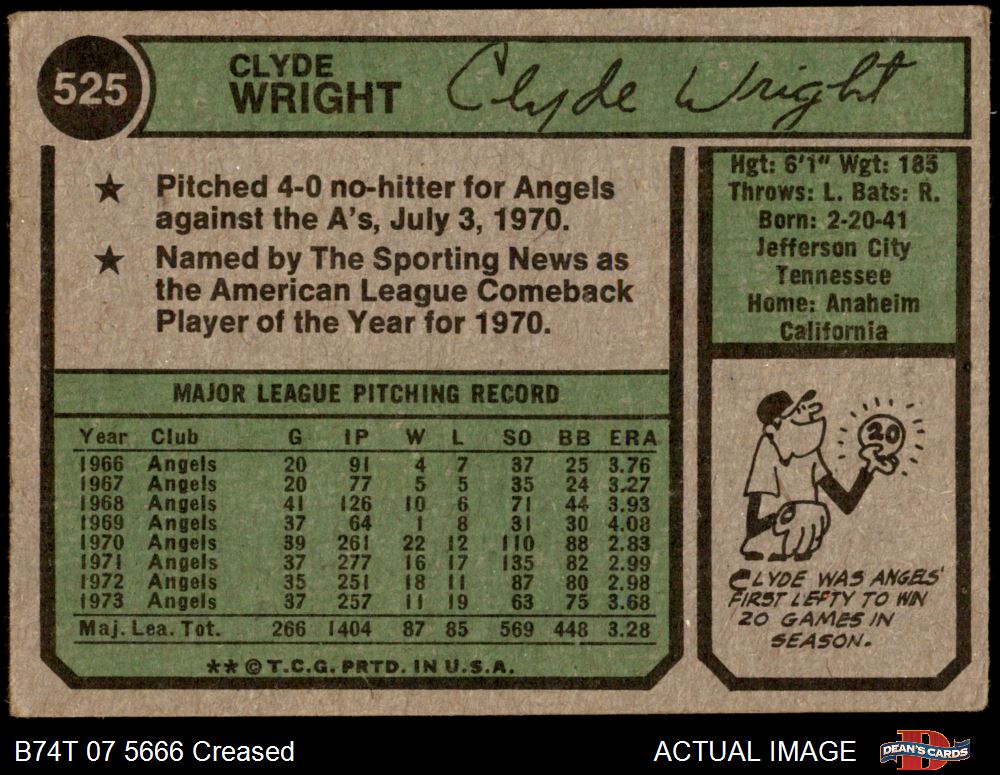 525
CLYDE
WRIGHT
Clyde Wright
★ Pitched 4-0 no-hitter for Angels
against the A's, July 3, 1970.
★ Named by The Sporting News as
the American League Comeback
Player of the Year for 1970.
Hgt: 6'1" Wgt: 185
Throws: L. Bats: R.
Born: 2-20-41
Jefferson City
Tennessee
Home: Anaheim
California
MAJOR LEAGUE PITCHING RECORD
Year Club G IP W L SO BB ERA
1966 Angels 20 91 4 7 37 25 3.76
1967 Angels 20 77 5 5 35 24 3.27
1968 Angels 41 126 10 6 71 44 3.93
1969 Angels 37 64 1 8 31 30 4.08
1970 Angels 39 261 22 12 110 88 2.83
1971 Angels 37 277 16 17 135 82 2.99
1972 Angels 35 251 18 11 87 80 2.98
1973 Angels 37 257 11 19 63 75 3.68
Maj. Lea. Tot. 266 1404 87 85 569 448 3.28
** © T.C.G. PRTD. IN U.S.A.
20
CLYDE WAS ANGELS'
FIRST LEFTY TO WIN
20 GAMES IN
SEASON.
B74T 07 5666 Creased
ACTUAL IMAGE
DEAN'S CARDS